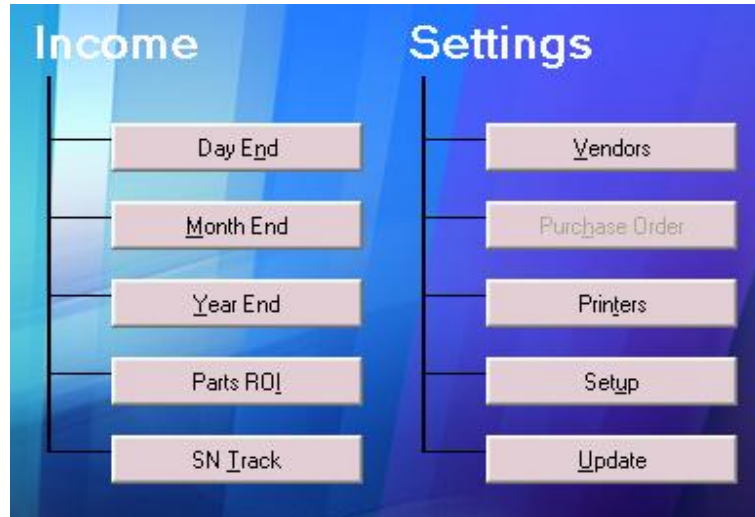 Income
Day End
Month End
Year End
Parts ROI
SN Track
Settings
Vendors
Purchase Order
Printers
Setup
Update